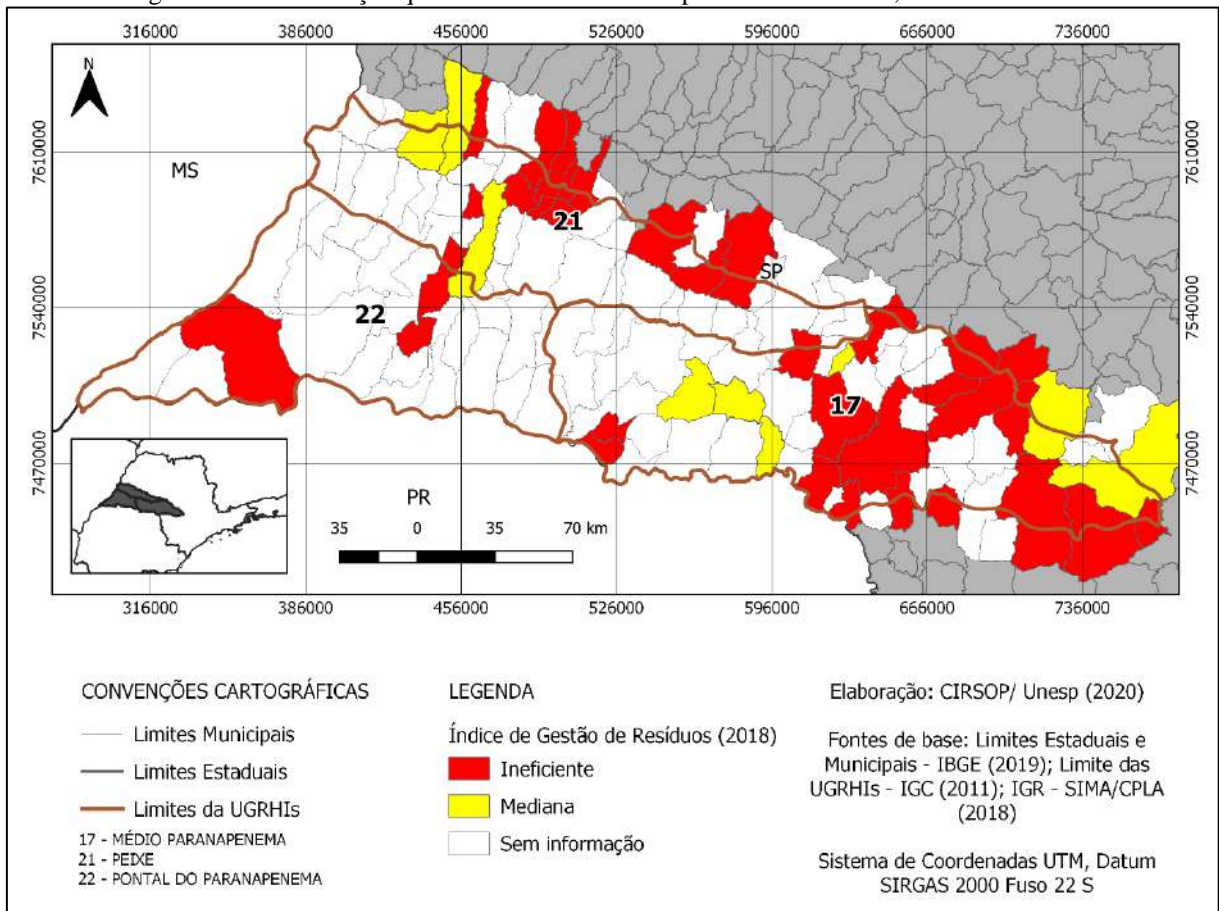 316000 386000 456000 526000 596000 666000 736000
N
7610000 7610000
MS
21
SP
22
7540000 7540000
17
7470000 7470000
PR
35 0 35 70 km
316000 386000 456000 526000 596000 666000 736000
CONVENÇÕES CARTOGRÁFICAS
Limites Municipais
Limites Estaduais
Limites da UGRHIs
17 - MÉDIO PARANAPENEMA
21 - PEIXE
22 - PONTAL DO PARANAPENEMA
LEGENDA
Índice de Gestão de Resíduos (2018)
Ineficiente
Mediana
Sem informação
Elaboração: CIRSOP/ Unesp (2020)
Fontes de base: Limites Estaduais e
Municipais - IBGE (2019); Limite das
UGRHIs - IGC (2011); IGR - SIMA/CPLA
(2018)
Sistema de Coordenadas UTM, Datum
SIRGAS 2000 Fuso 22 S